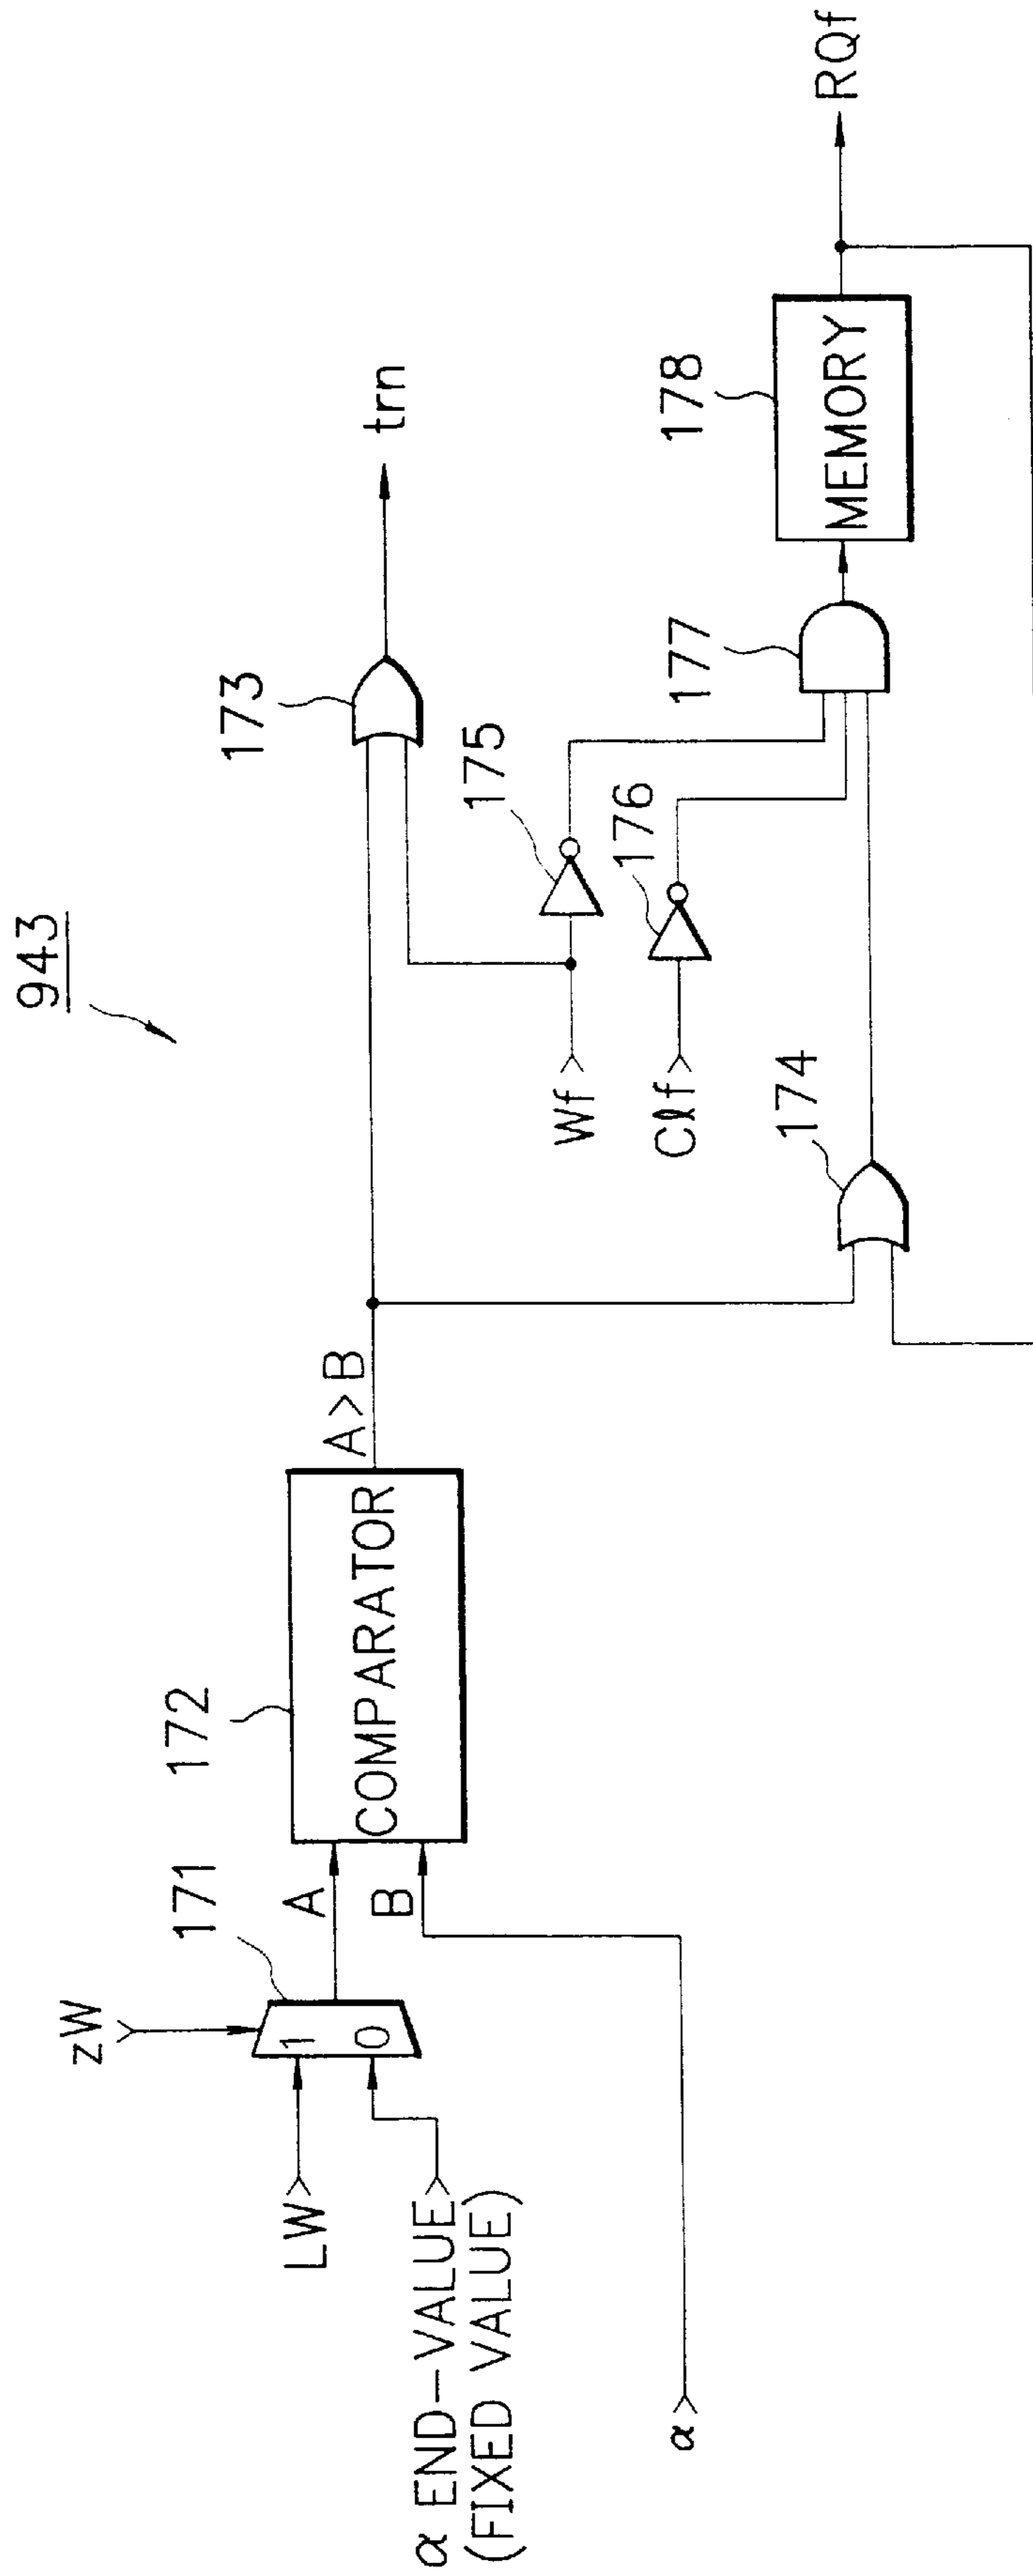 943
zW
LW>
1
0
171
α END-VALUE>
(FIXED VALUE)
α
A
B
172
COMPARATOR
A>B
173
trn
Wf
175
Clf
176
174
177
178
MEMORY
RQf